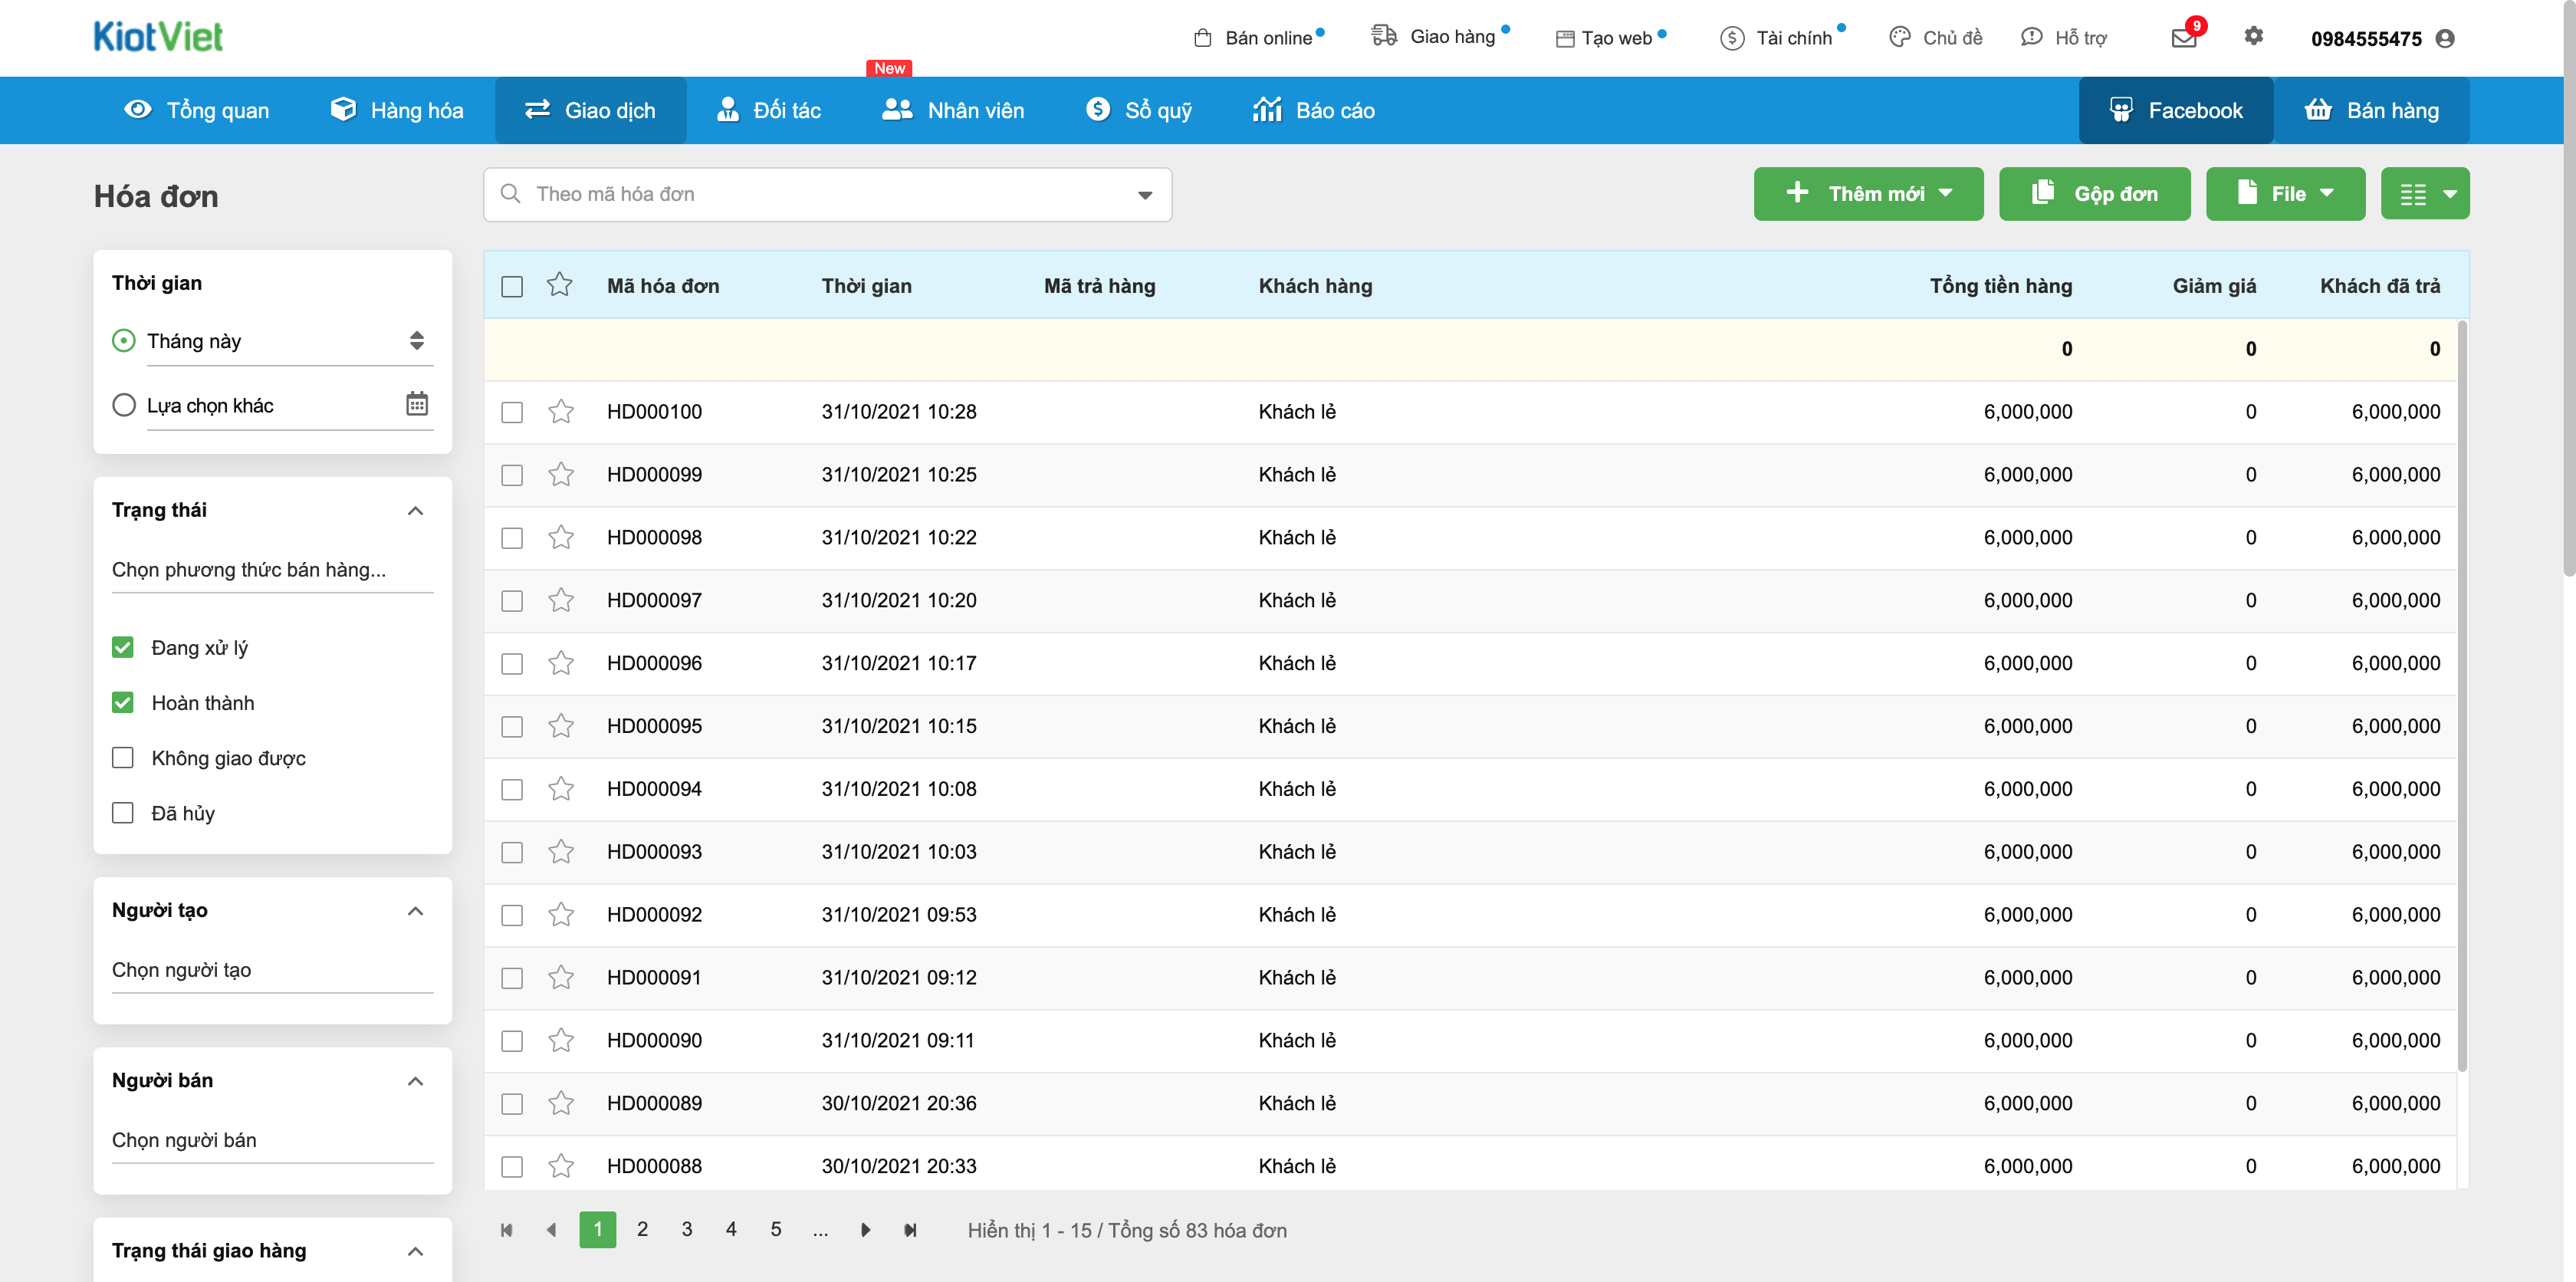 KiotViet
Bán online
Giao hàng
Tạo web
Tài chính
Chủ đề
Hỗ trợ
9
0984555475
New
Tổng quan
Hàng hóa
Giao dịch
Đối tác
Nhân viên
Sổ quỹ
Báo cáo
Facebook
Bán hàng
Hóa đơn
Theo mã hóa đơn
Thêm mới
Gộp đơn
File
Thời gian
Tháng này
Lựa chọn khác
Trạng thái
Chọn phương thức bán hàng...
Đang xử lý
Hoàn thành
Không giao được
Đã hủy
Người tạo
Chọn người tạo
Người bán
Chọn người bán
Trạng thái giao hàng
Mã hóa đơn Thời gian Mã trả hàng Khách hàng Tổng tiền hàng Giảm giá Khách đã trả
0 0 0
HD000100 31/10/2021 10:28 Khách lẻ 6,000,000 0 6,000,000
HD000099 31/10/2021 10:25 Khách lẻ 6,000,000 0 6,000,000
HD000098 31/10/2021 10:22 Khách lẻ 6,000,000 0 6,000,000
HD000097 31/10/2021 10:20 Khách lẻ 6,000,000 0 6,000,000
HD000096 31/10/2021 10:17 Khách lẻ 6,000,000 0 6,000,000
HD000095 31/10/2021 10:15 Khách lẻ 6,000,000 0 6,000,000
HD000094 31/10/2021 10:08 Khách lẻ 6,000,000 0 6,000,000
HD000093 31/10/2021 10:03 Khách lẻ 6,000,000 0 6,000,000
HD000092 31/10/2021 09:53 Khách lẻ 6,000,000 0 6,000,000
HD000091 31/10/2021 09:12 Khách lẻ 6,000,000 0 6,000,000
HD000090 31/10/2021 09:11 Khách lẻ 6,000,000 0 6,000,000
HD000089 30/10/2021 20:36 Khách lẻ 6,000,000 0 6,000,000
HD000088 30/10/2021 20:33 Khách lẻ 6,000,000 0 6,000,000
1 2 3 4 5 ... Hiển thị 1 - 15 / Tổng số 83 hóa đơn